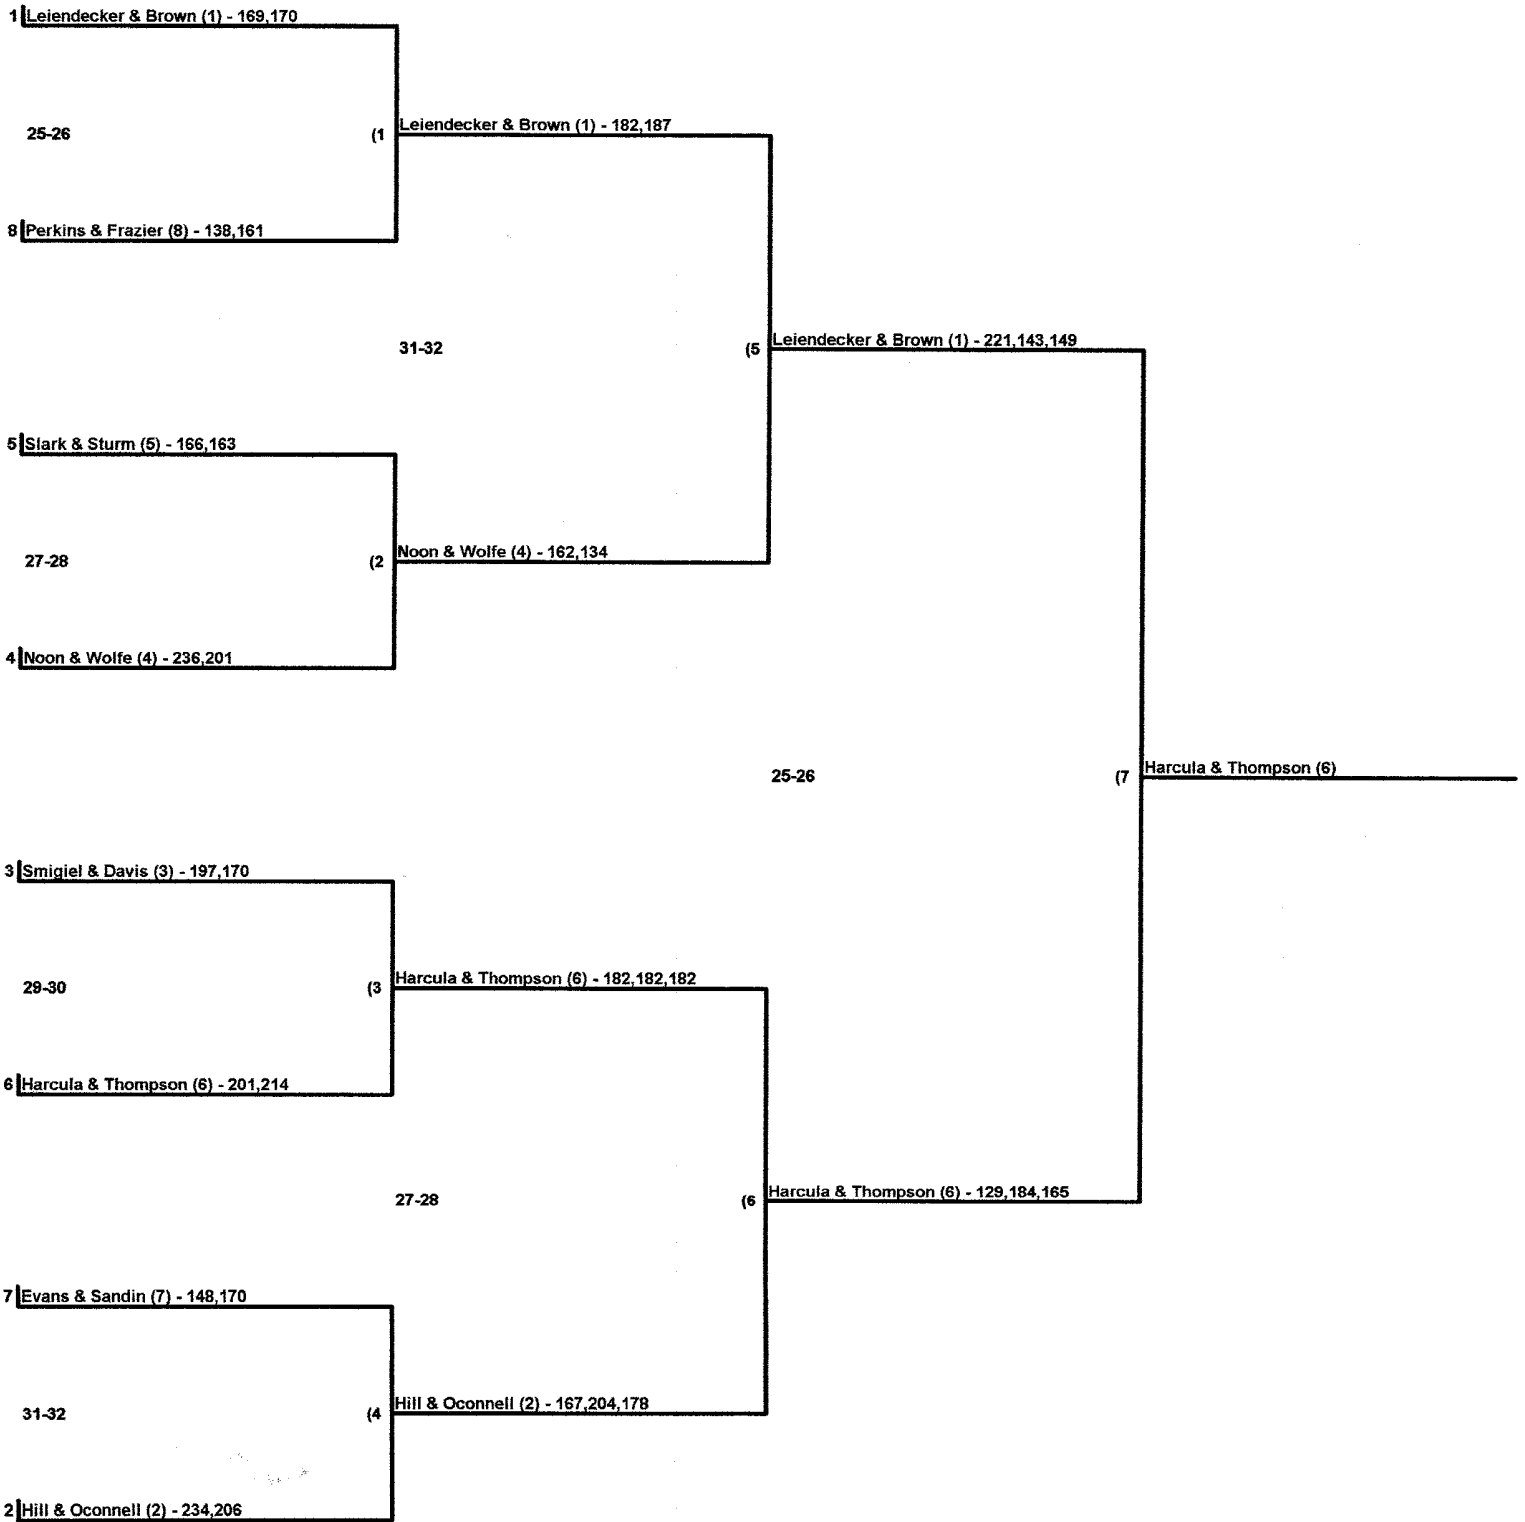 1 Leiendecker & Brown (1) - 169,170
25-26 (1 Leiendecker & Brown (1) - 182,187
8 Perkins & Frazier (8) - 138,161
31-32 (5 Leiendecker & Brown (1) - 221,143,149
5 Slark & Sturm (5) - 166,163
27-28 (2 Noon & Wolfe (4) - 162,134
4 Noon & Wolfe (4) - 236,201
25-26 (7 Harcula & Thompson (6)
3 Smigiel & Davis (3) - 197,170
29-30 (3 Harcula & Thompson (6) - 182,182,182
6 Harcula & Thompson (6) - 201,214
27-28 (6 Harcula & Thompson (6) - 129,184,165
7 Evans & Sandin (7) - 148,170
31-32 (4 Hill & Oconnell (2) - 167,204,178
2 Hill & Oconnell (2) - 234,206